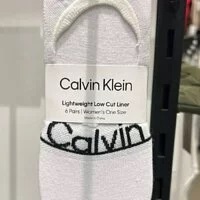 Calvin Klein
Lightweight Low Cut Liner
6 Pairs | Women's One Size
Calvin